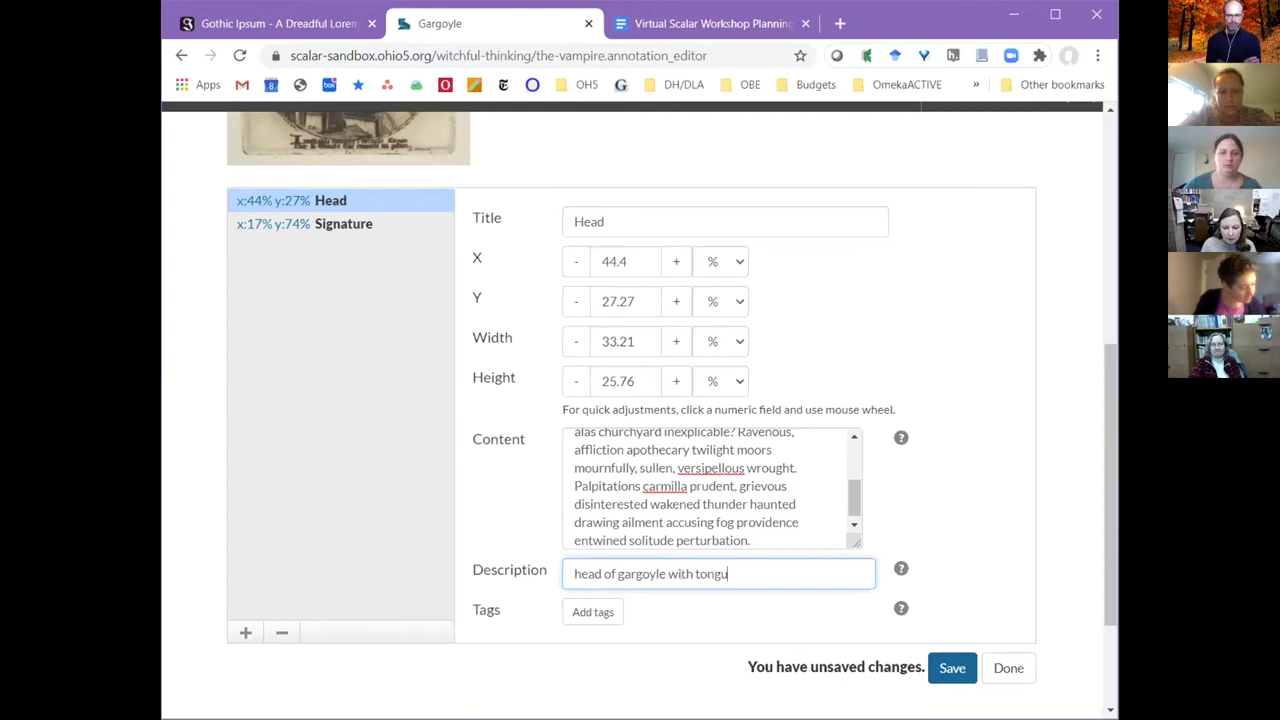 Gothic Ipsum - A Dreadful Lorem
Gargoyle
Virtual Scalar Workshop Planning
scalar-sandbox.ohio5.org/witchful-thinking/the-vampire.annotation_editor
Apps
OH5
DH/DLA
OBE
Budgets
OmekaACTIVE
»
Other bookmarks
x:44% y:27% Head
x:17% y:74% Signature
Title
Head
X
- 44.4 + %
Y
- 27.27 + %
Width
- 33.21 + %
Height
- 25.76 + %
For quick adjustments, click a numeric field and use mouse wheel.
Content
alas churchyard inexplicable? Ravenous,
affliction apothecary twilight moors
mournfully, sullen, versipellous wrought.
Palpitations carmilla prudent, grievous
disinterested wakened thunder haunted
drawing ailment accusing fog providence
entwined solitude perturbation.
Description
head of gargoyle with tongu
Tags
Add tags
You have unsaved changes.
Save
Done